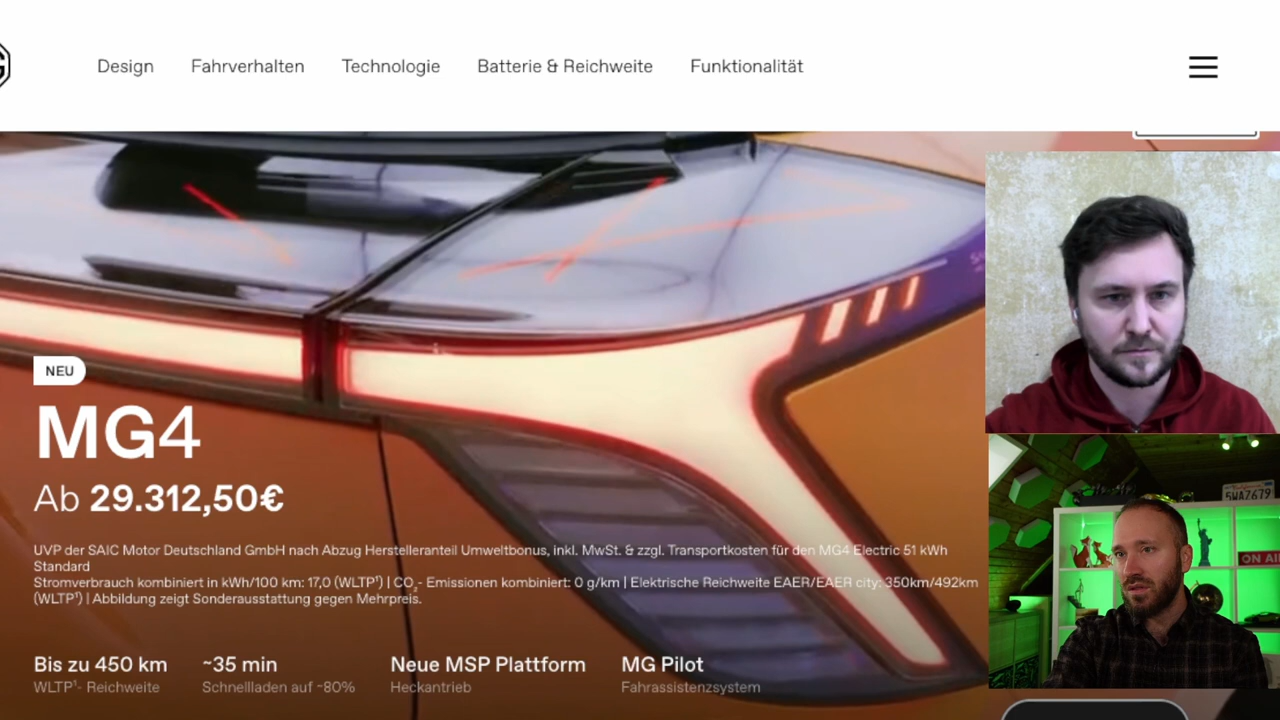 Design Fahrverhalten Technologie Batterie & Reichweite Funktionalität
NEU
MG4
Ab 29.312,50€
UVP der SAIC Motor Deutschland GmbH nach Abzug Herstelleranteil Umweltbonus, inkl. MwSt. & zzgl. Transportkosten für den MG4 Electric 51 kWh
Standard
Stromverbrauch kombiniert in kWh/100 km: 17,0 (WLTP¹) | CO₂- Emissionen kombiniert: 0 g/km | Elektrische Reichweite EAER/EAER city: 350km/492km
(WLTP¹) | Abbildung zeigt Sonderausstattung gegen Mehrpreis.
Bis zu 450 km ~35 min Neue MSP Plattform MG Pilot
WLTP¹- Reichweite Schnellladen auf ~80% Heckantrieb Fahrassistenzsystem
5WAZ679
ON AI